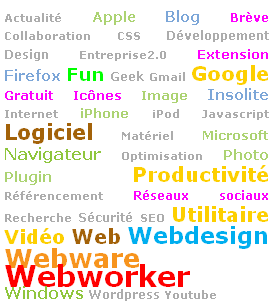 Actualité Apple Blog Brève
Collaboration CSS Développement
Design Entreprise2.0 Extension
Firefox Fun Geek Gmail Google
Gratuit Icônes Image Insolite
Internet iPhone iPod Javascript
Logiciel Matériel Microsoft
Navigateur Optimisation Photo
Plugin Productivité
Référencement Réseaux sociaux
Recherche Sécurité SEO Utilitaire
Vidéo Web Webdesign
Webware
Webworker
Windows Wordpress Youtube